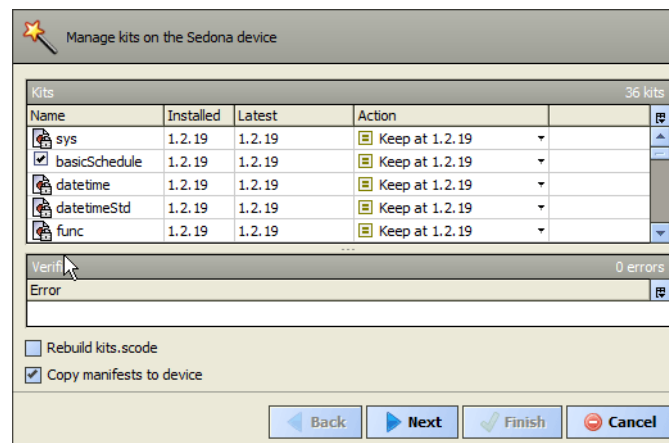 Manage kits on the Sedona device
Kits 36 kits
Name Installed Latest Action
sys 1.2.19 1.2.19 Keep at 1.2.19
basicSchedule 1.2.19 1.2.19 Keep at 1.2.19
datetime 1.2.19 1.2.19 Keep at 1.2.19
datetimeStd 1.2.19 1.2.19 Keep at 1.2.19
func 1.2.19 1.2.19 Keep at 1.2.19
0 errors
Error
Rebuild kits.scode
Copy manifests to device
Back Next Finish Cancel